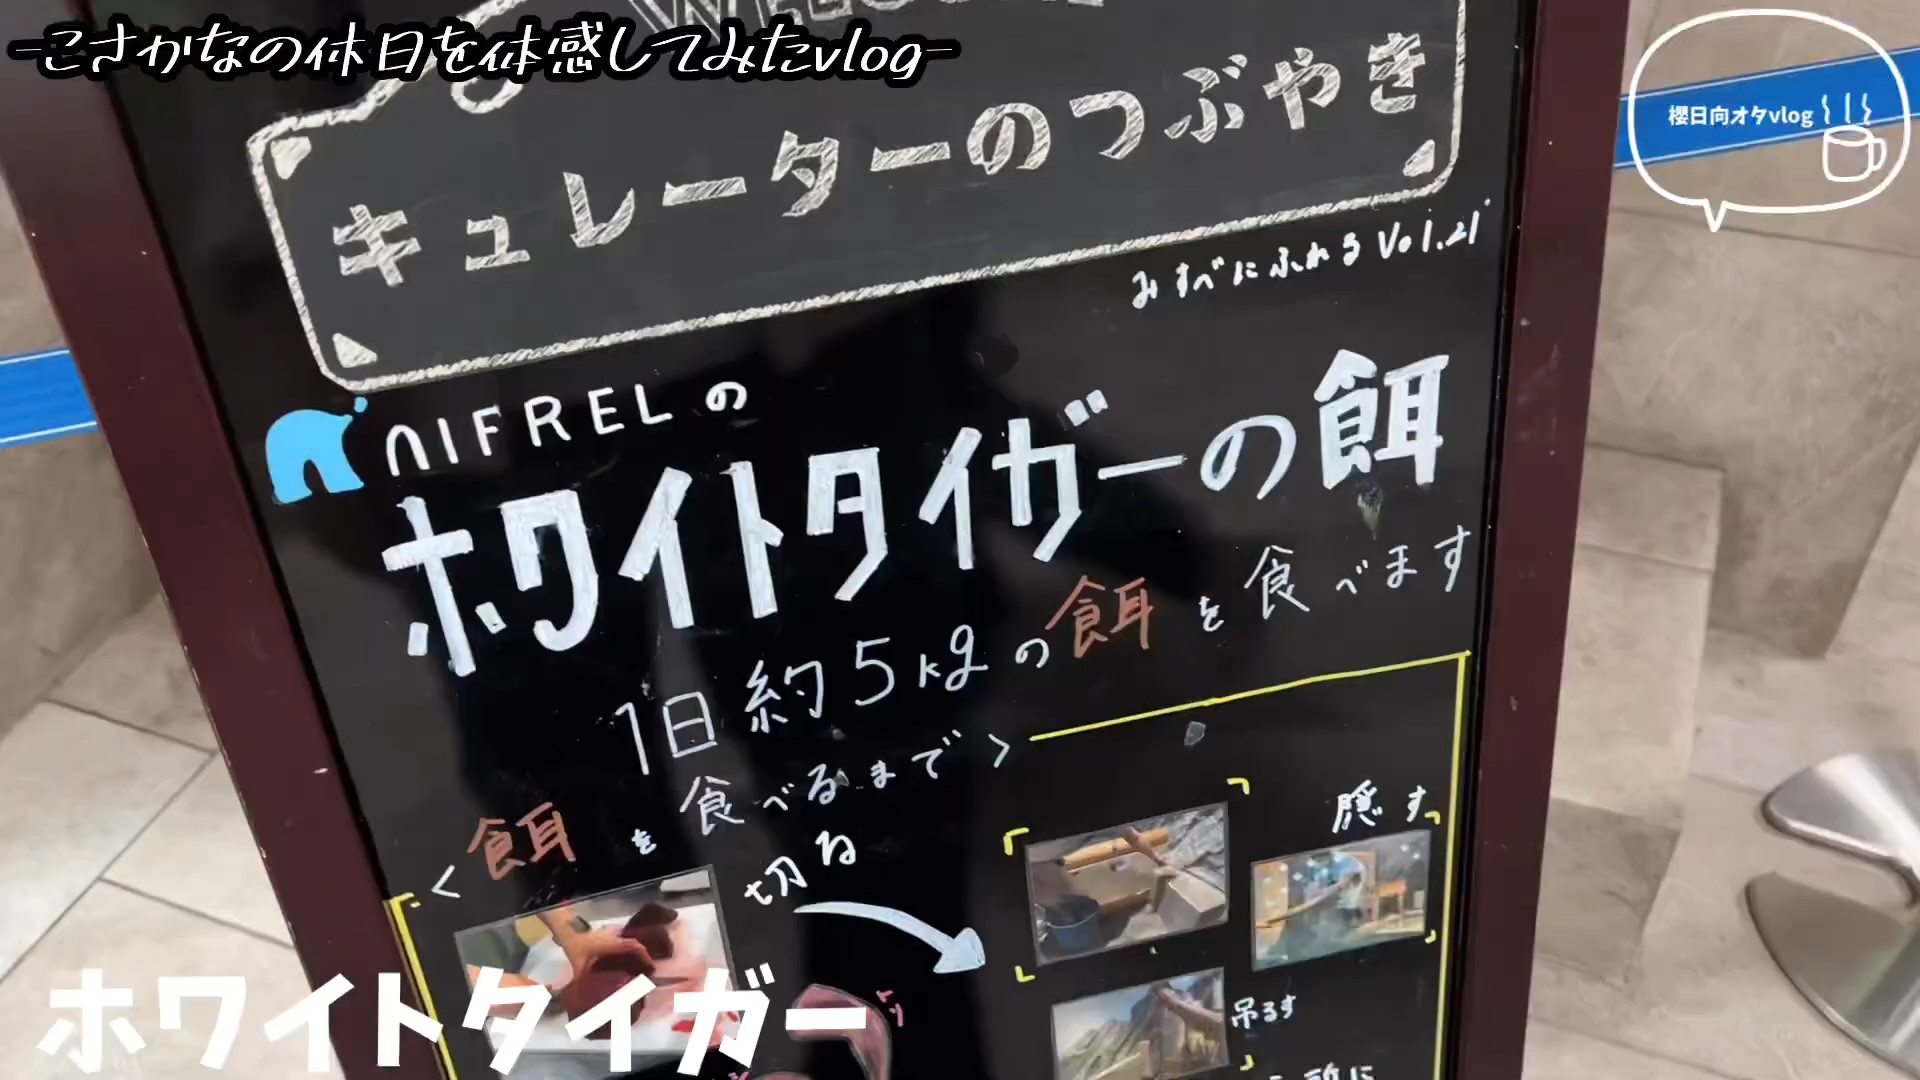 -こさかなの休日を体感してみたvlog-
櫻日向オタvlog
キュレーターのつぶやき
みずべにふれる Vol.21
NIFRELの
ホワイトタイガーの餌
1日約5kgの餌を食べます
<餌を食べるまで>
切る
隠す
吊るす
ホワイトタイガー